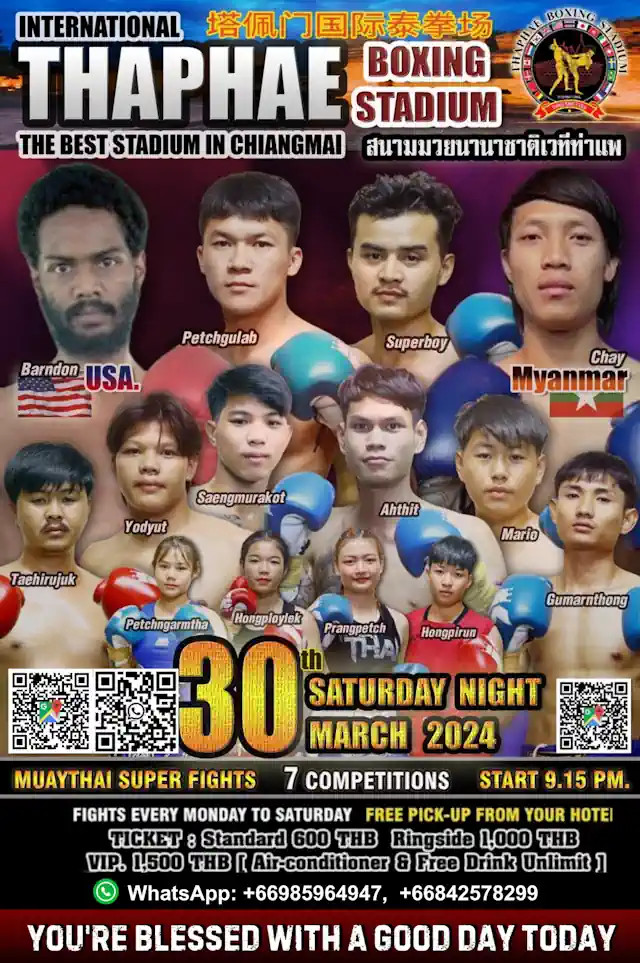 INTERNATIONAL
塔佩门国际泰拳场
THAPHAE
BOXING
STADIUM
THE BEST STADIUM IN CHIANGMAI
สนามมวยนานาชาติเวทีท่าแพ
THAPHAE BOXING STADIUM
Barndon
USA.
Petchgulab
Superboy
Chay
Myanmar
Taehirujuk
Yodyut
Saengmurakot
Ahthit
Mario
Gumarnthong
Petchngarmtha
Hongploylek
Prangpetch
Hongpirun
THA
30th
SATURDAY NIGHT
MARCH 2024
MUAYTHAI SUPER FIGHTS 7 COMPETITIONS START 9.15 PM.
FIGHTS EVERY MONDAY TO SATURDAY FREE PICK-UP FROM YOUR HOTE
TICKET : Standard 600 THB Ringside 1,000 THB
VIP. 1,500 THB [ Air-conditioner & Free Drink Unlimit ]
WhatsApp: +66985964947, +66842578299
YOU'RE BLESSED WITH A GOOD DAY TODAY